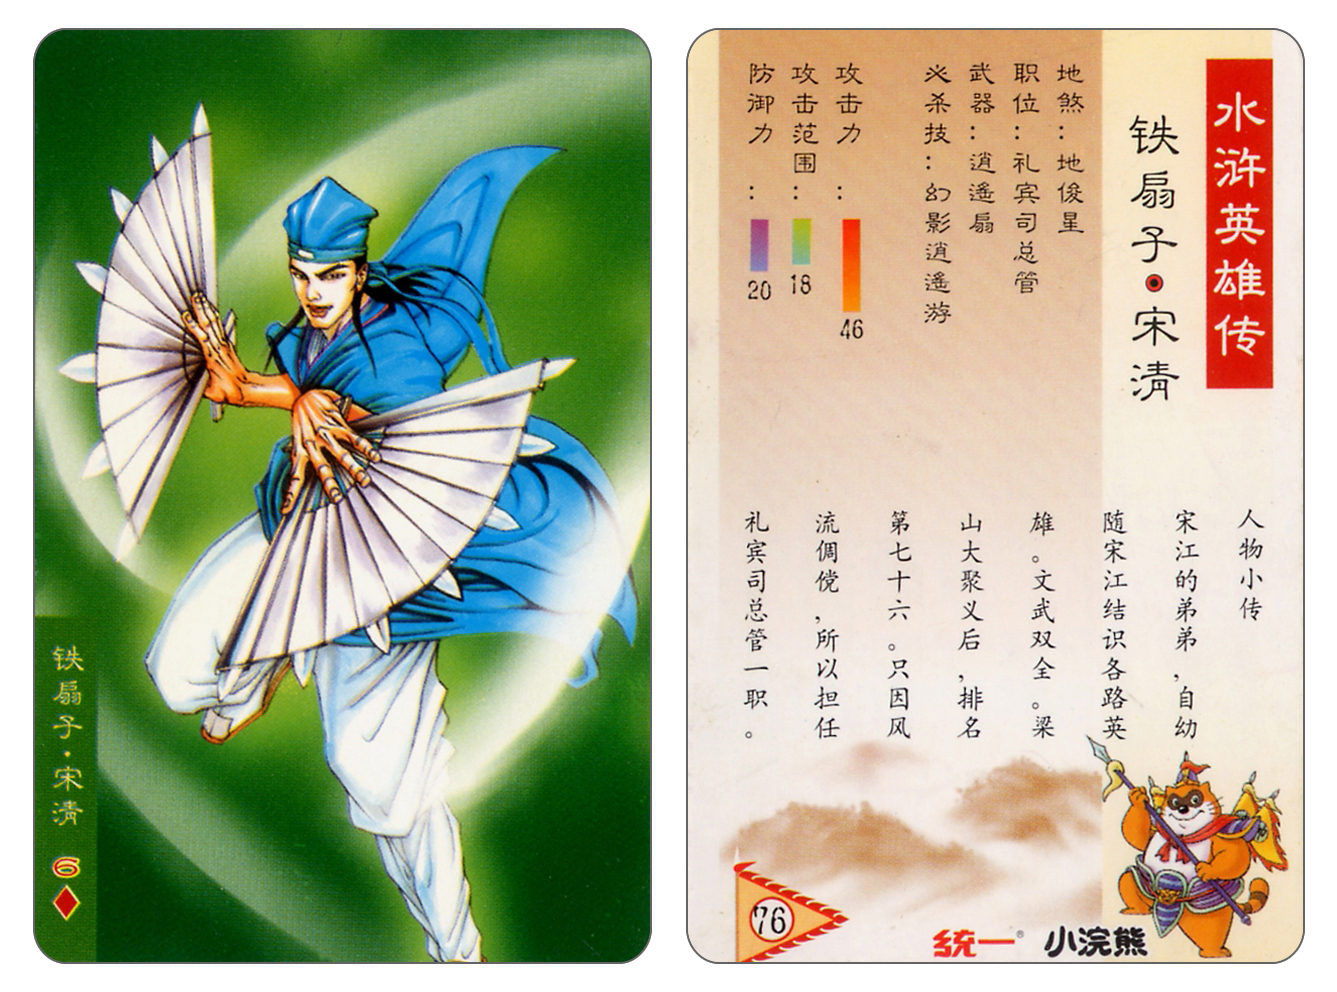 铁扇子·宋清
6
水浒英雄传
铁扇子·宋清
地煞：地俊星
职位：礼宾司总管
武器：逍遥扇
必杀技：幻影逍遥游
攻击力：46
攻击范围：18
防御力：20
人物小传
宋江的弟弟，自幼
随宋江结识各路英
雄。文武双全。梁
山大聚义后，排名
第七十六。只因风
流倜傥，所以担任
礼宾司总管一职。
76
统一®
小浣熊